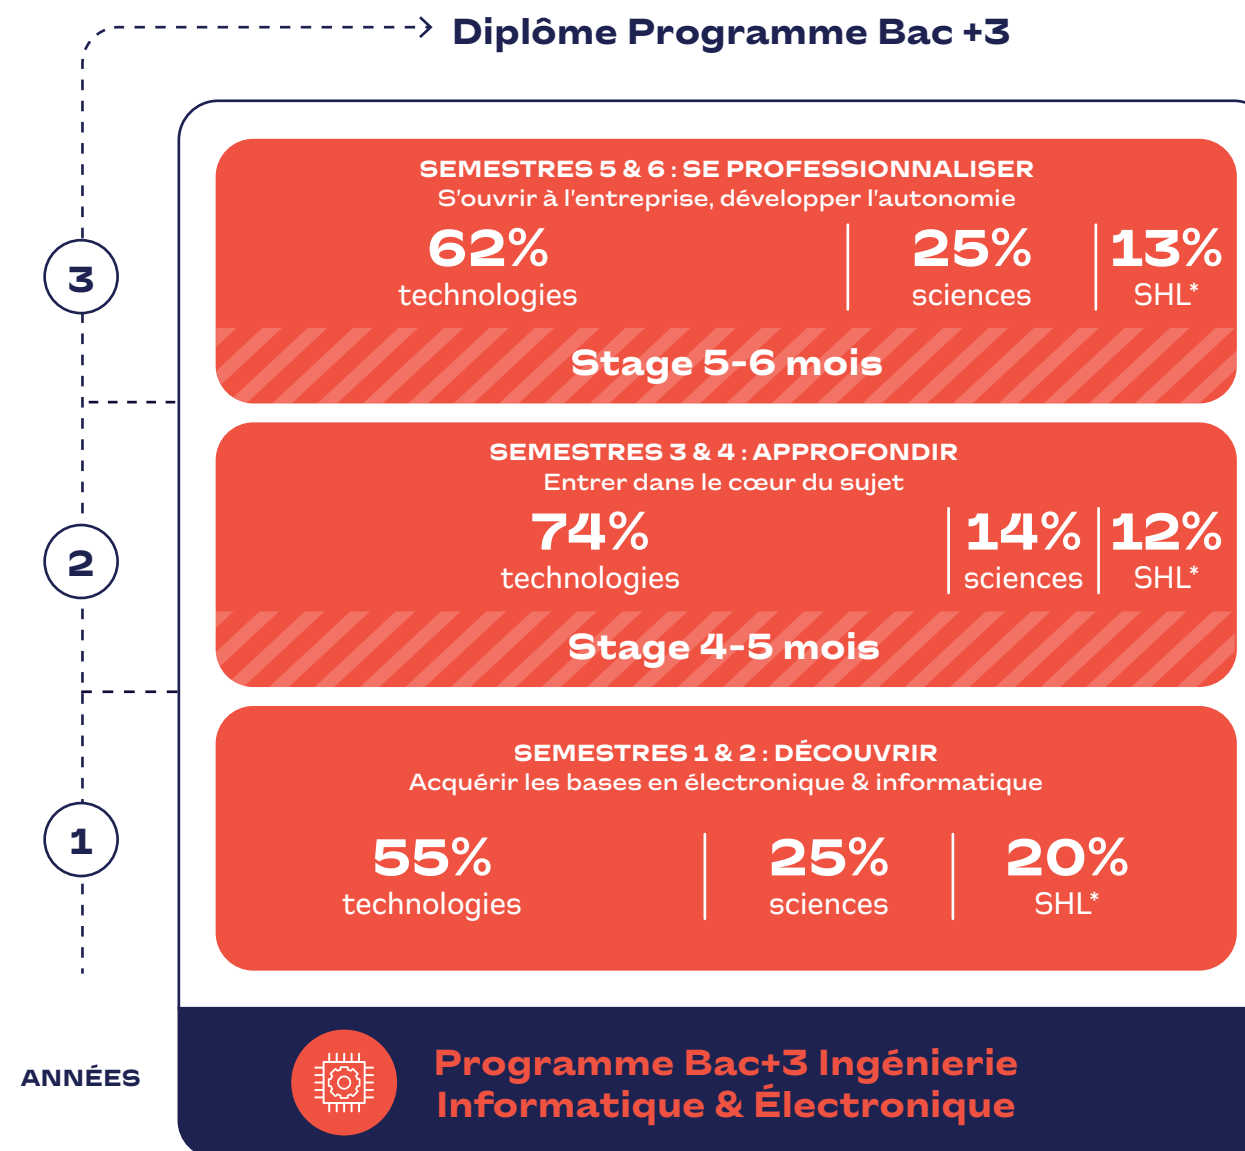 Diplôme Programme Bac +3
SEMESTRES 5 & 6 : SE PROFESSIONNALISER
S'ouvrir à l'entreprise, développer l'autonomie
62% 25% 13%
technologies sciences SHL*
3
Stage 5-6 mois
SEMESTRES 3 & 4 : APPROFONDIR
Entrer dans le cœur du sujet
74% 14% 12%
technologies sciences SHL*
2
Stage 4-5 mois
SEMESTRES 1 & 2 : DÉCOUVRIR
Acquérir les bases en électronique & informatique
55% 25% 20%
technologies sciences SHL*
1
ANNÉES
Programme Bac+3 Ingénierie
Informatique & Électronique